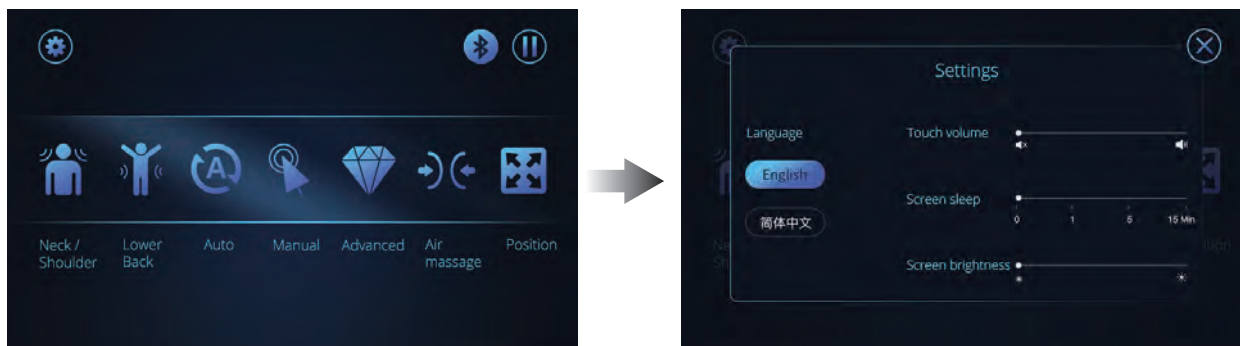 Neck /
Shoulder
Lower
Back
A
Auto
Manual
Advanced
Air
massage
Position
Settings
Language
English
简体中文
Touch volume
Screen sleep
0 1 5 15 Min
Screen brightness